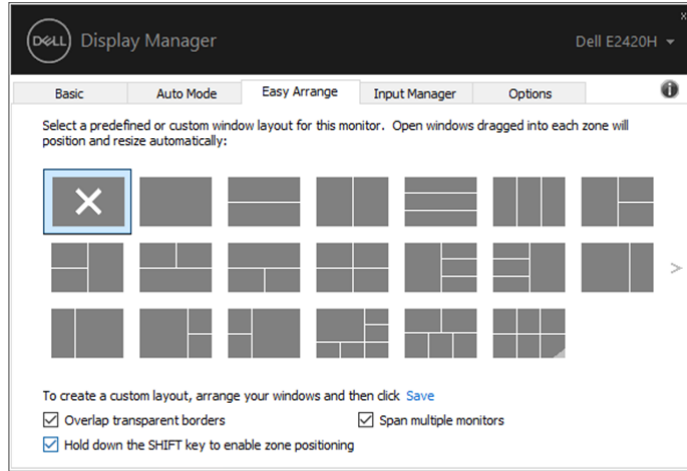 DELL Display Manager
Dell E2420H
Basic
Auto Mode
Easy Arrange
Input Manager
Options
Select a predefined or custom window layout for this monitor. Open windows dragged into each zone will
position and resize automatically:
To create a custom layout, arrange your windows and then click Save
Overlap transparent borders
Span multiple monitors
Hold down the SHIFT key to enable zone positioning